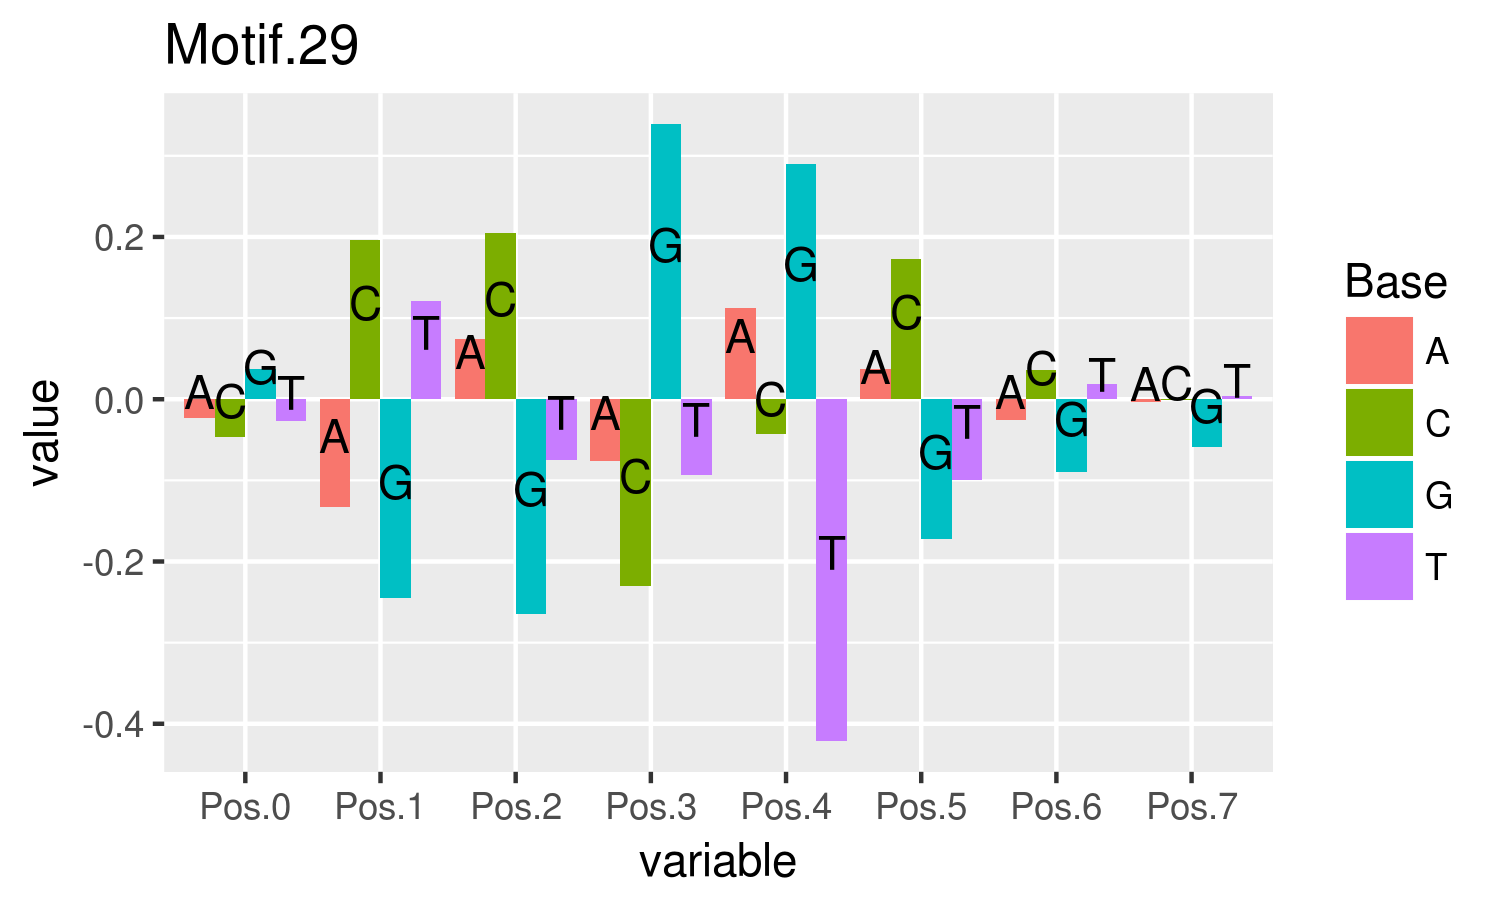 Motif.29
value
0.2
0.0
-0.2
-0.4
A C G T A C G T A C G T A C G T A C G T A C G T A C G T A C G T
Pos.0 Pos.1 Pos.2 Pos.3 Pos.4 Pos.5 Pos.6 Pos.7
variable
Base
A
C
G
T